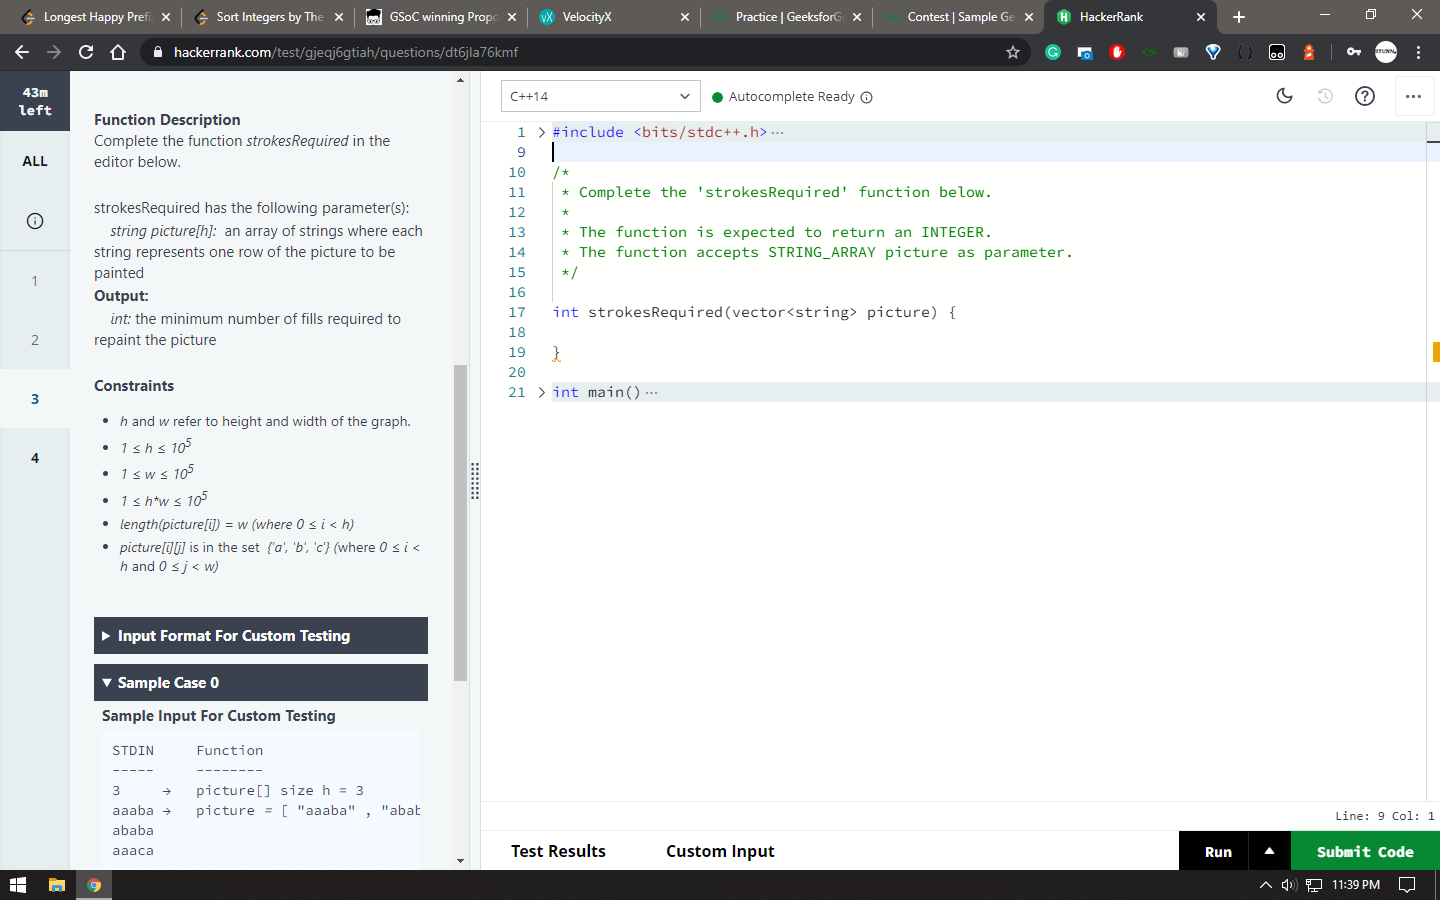 Longest Happy Prefi
Sort Integers by The
GSoC winning Propo
VelocityX
Practice | GeeksforG
Contest | Sample Ge
HackerRank
hackerrank.com/test/gjeqj6gtiah/questions/dt6jla76kmf
43m
left
ALL
1
2
3
4
Function Description
Complete the function strokesRequired in the
editor below.
strokesRequired has the following parameter(s):
string picture[h]: an array of strings where each
string represents one row of the picture to be
painted
Output:
int: the minimum number of fills required to
repaint the picture
Constraints
• h and w refer to height and width of the graph.
• 1 ≤ h ≤ 10^5
• 1 ≤ w ≤ 10^5
• 1 ≤ h*w ≤ 10^5
• length(picture[i]) = w (where 0 ≤ i < h)
• picture[i][j] is in the set {'a', 'b', 'c'} (where 0 ≤ i <
h and 0 ≤ j < w)
Input Format For Custom Testing
Sample Case 0
Sample Input For Custom Testing
STDIN Function
----- --------
3 → picture[] size h = 3
aaaba → picture = [ "aaaba" , "abab
ababa
aaaca
C++14
Autocomplete Ready
1 #include <bits/stdc++.h> ···
9
10 /*
11 * Complete the 'strokesRequired' function below.
12 *
13 * The function is expected to return an INTEGER.
14 * The function accepts STRING_ARRAY picture as parameter.
15 */
16
17 int strokesRequired(vector<string> picture) {
18
19 }
20
21 int main() ···
Line: 9 Col: 1
Test Results
Custom Input
Run
Submit Code
11:39 PM